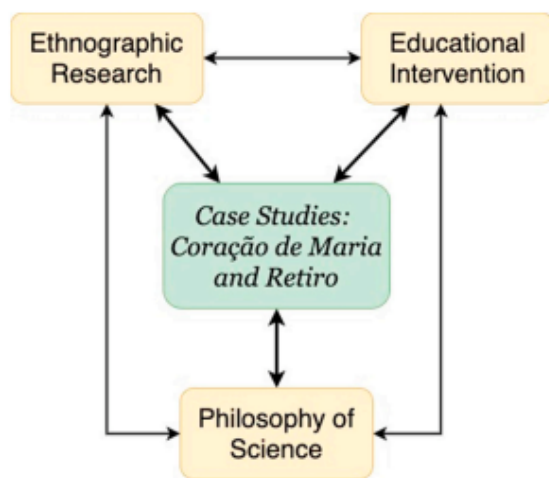 Ethnographic
Research
Educational
Intervention
Case Studies:
Coração de Maria
and Retiro
Philosophy of
Science